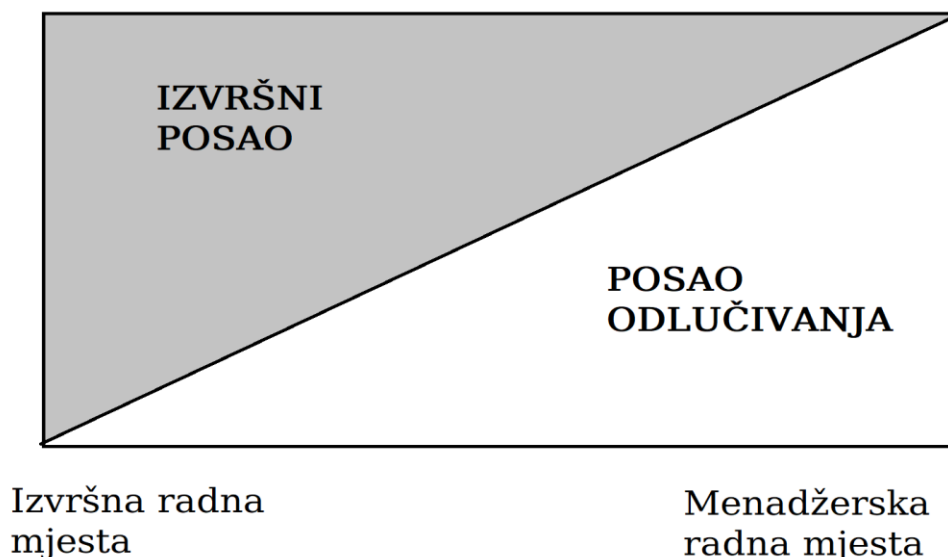 IZVRŠNI
POSAO
POSAO
ODLUČIVANJA
Izvršna radna
mjesta
Menadžerska
radna mjesta